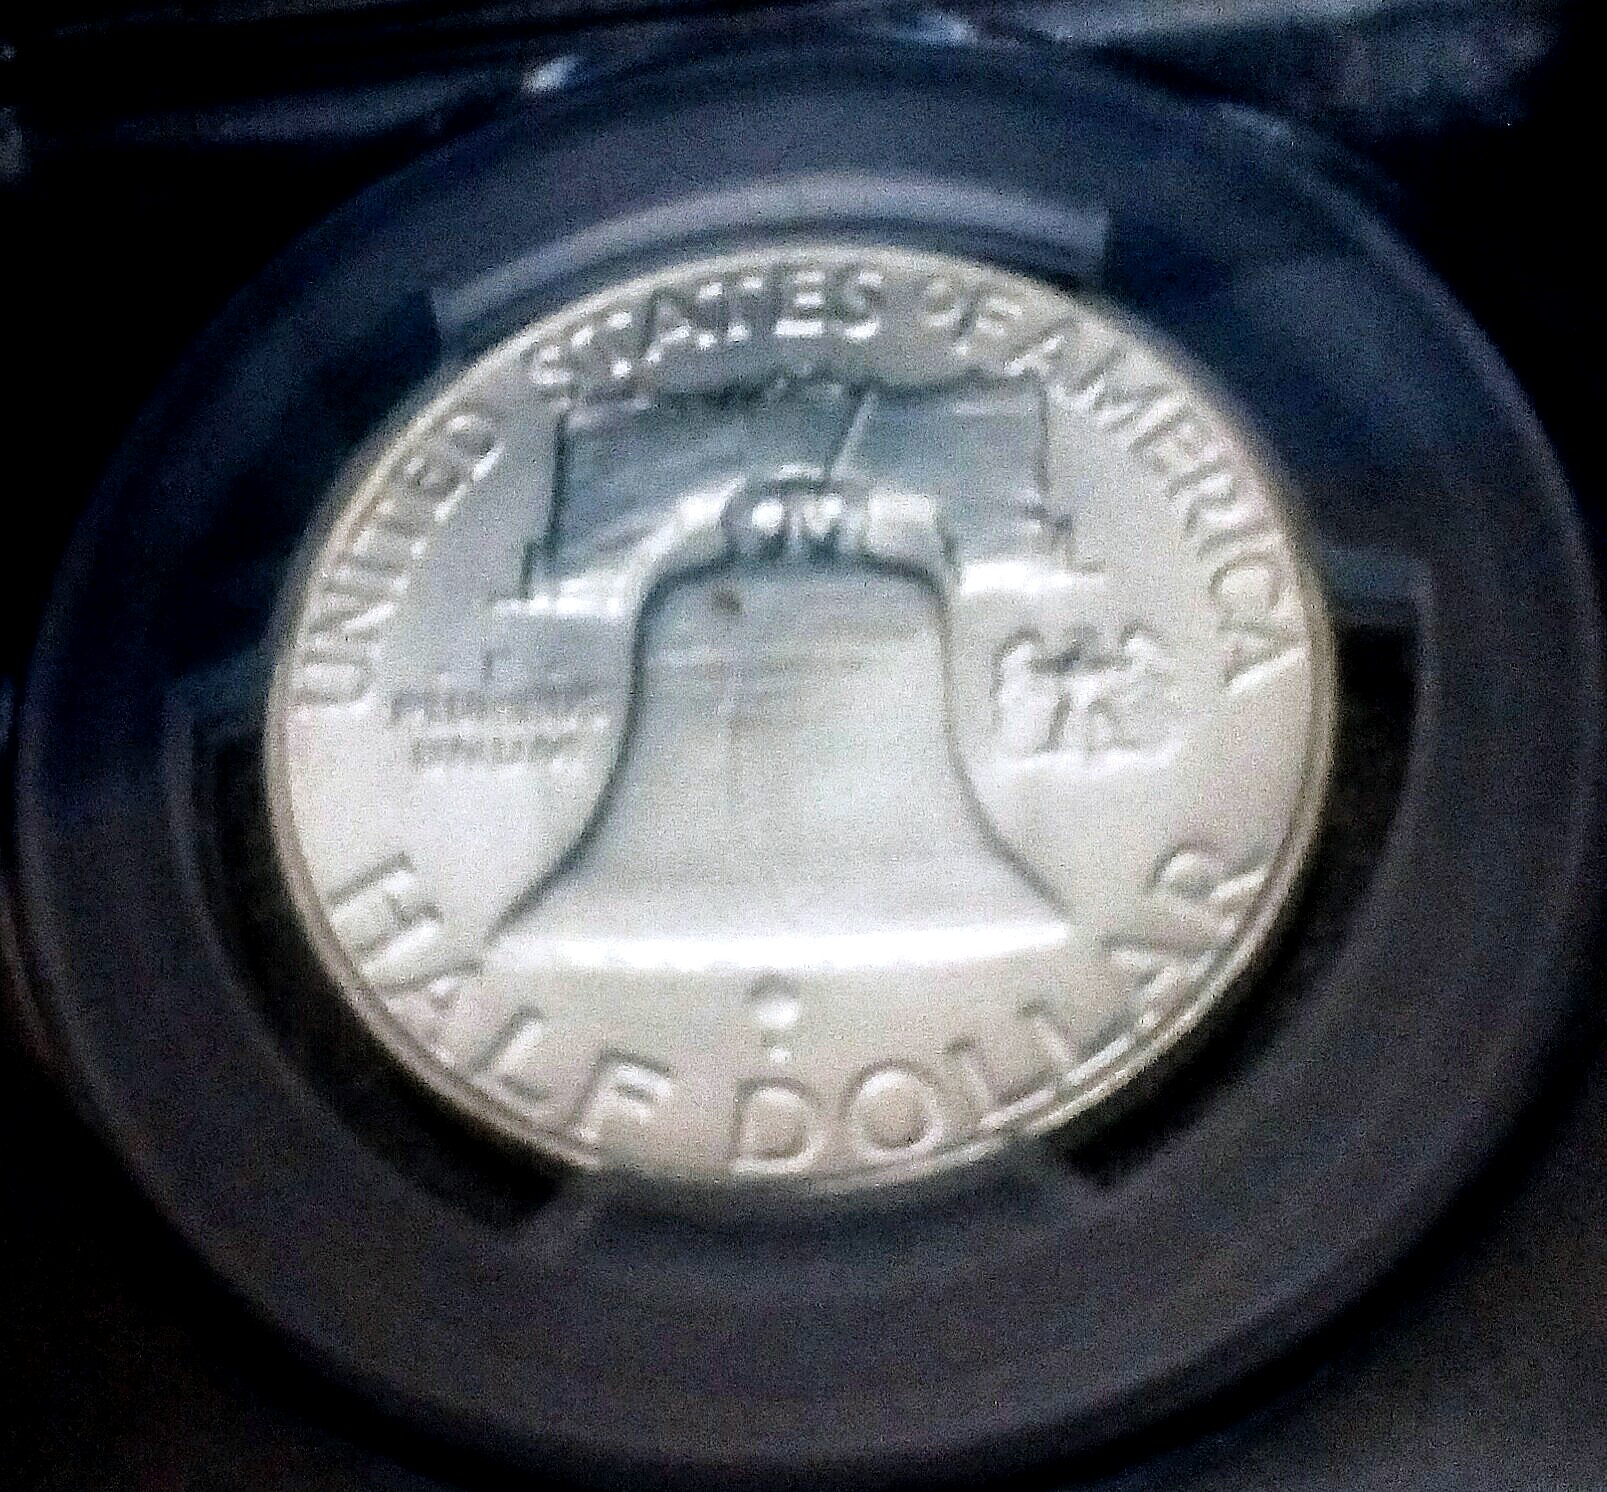 UNITED STATES OF AMERICA
HALF DOLLAR